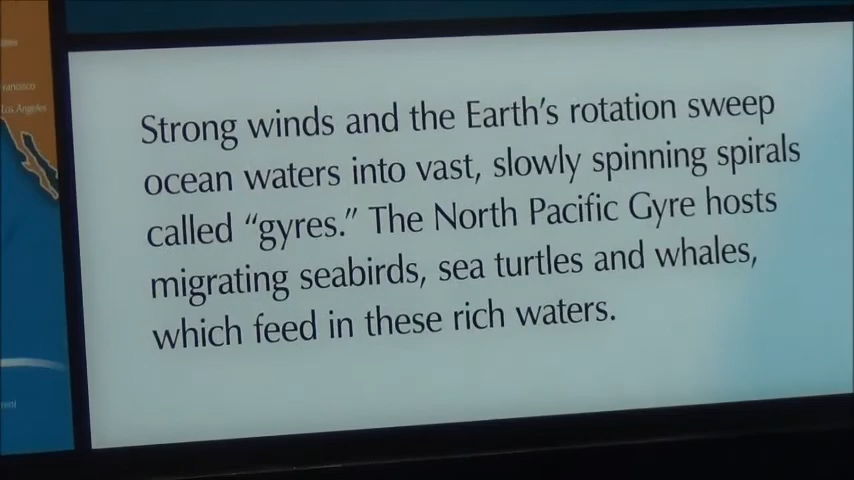 Los Angeles
Strong winds and the Earth's rotation sweep
ocean waters into vast, slowly spinning spirals
called "gyres." The North Pacific Gyre hosts
migrating seabirds, sea turtles and whales,
which feed in these rich waters.